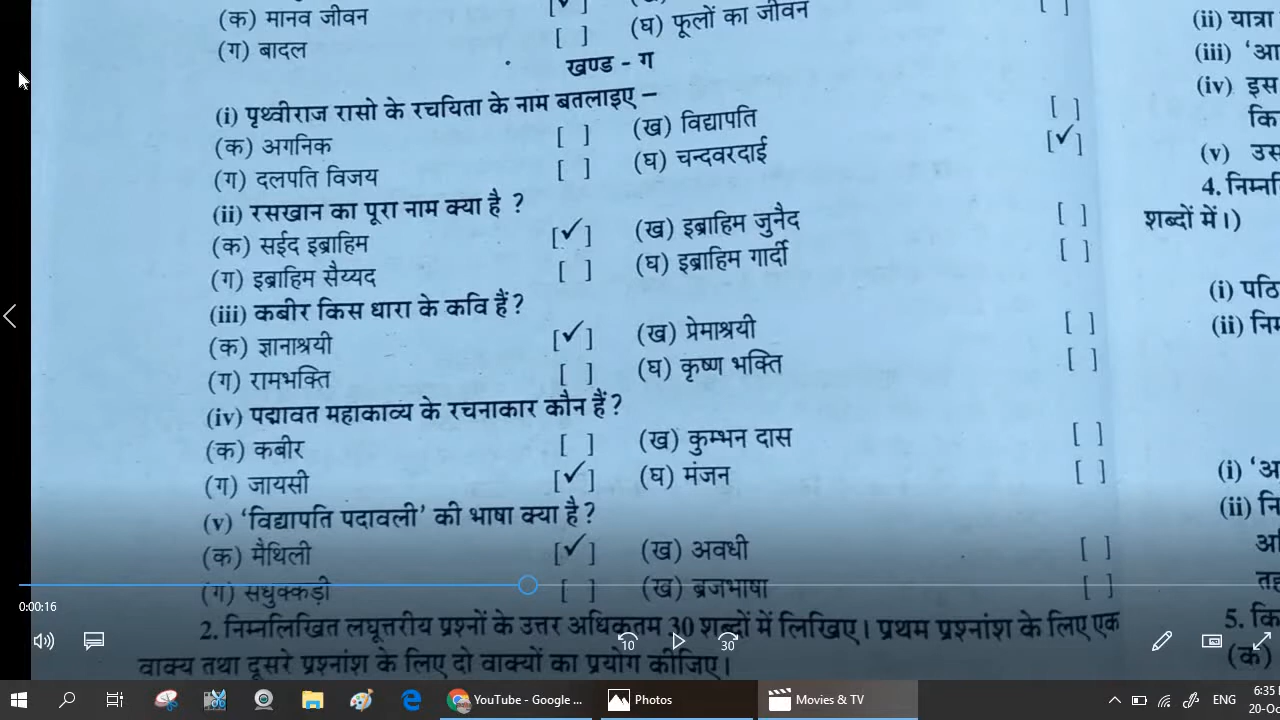 (क) मानव जीवन [✓]
(ग) बादल [ ] (घ) फूलों का जीवन [ ]
खण्ड - ग
(i) पृथ्वीराज रासो के रचयिता के नाम बतलाइए –
(क) अगनिक [ ] (ख) विद्यापति [ ]
(ग) दलपति विजय [ ] (घ) चन्दवरदाई [✓]
(ii) रसखान का पूरा नाम क्या है ?
(क) सईद इब्राहिम [✓] (ख) इब्राहिम जुनैद [ ]
(ग) इब्राहिम सैय्यद [ ] (घ) इब्राहिम गार्दी [ ]
(iii) कबीर किस धारा के कवि हैं ?
(क) ज्ञानाश्रयी [✓] (ख) प्रेमाश्रयी [ ]
(ग) रामभक्ति [ ] (घ) कृष्ण भक्ति [ ]
(iv) पद्मावत महाकाव्य के रचनाकार कौन हैं ?
(क) कबीर [ ] (ख) कुम्भन दास [ ]
(ग) जायसी [✓] (घ) मंजन [ ]
(v) ‘विद्यापति पदावली’ की भाषा क्या है ?
(क) मैथिली [✓] (ख) अवधी [ ]
(ग) सधुक्कड़ी [ ] (ख) ब्रजभाषा [ ]
2. निम्नलिखित लघूत्तरीय प्रश्नों के उत्तर अधिकतम 30 शब्दों में लिखिए। प्रथम प्रश्नांश के लिए एक
वाक्य तथा दूसरे प्रश्नांश के लिए दो वाक्यों का प्रयोग कीजिए।
(ii) यात्रा
(iii)
(iv) इस
(v)
4.
शब्दों में।)
(i)
(ii)
(i)
(ii)
5.
(क)
0:00:16
10
30
YouTube - Google ...
Photos
Movies & TV
ENG
6:35